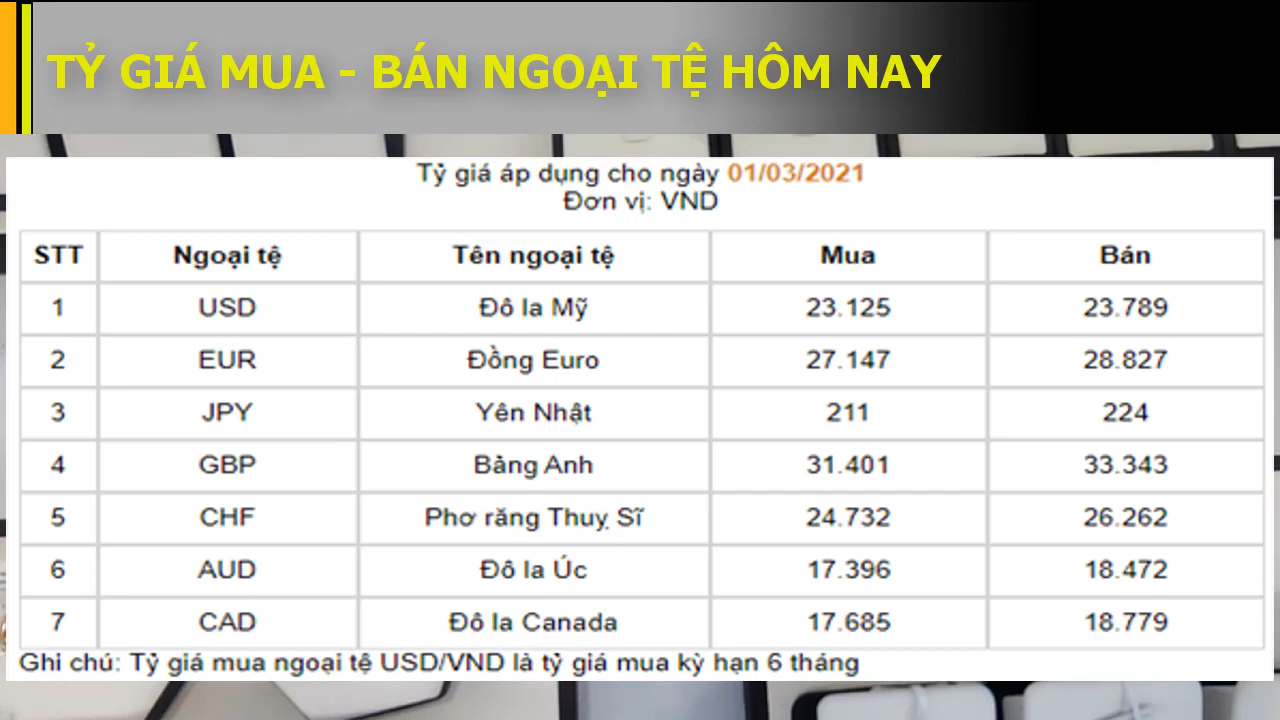 TỶ GIÁ MUA - BÁN NGOẠI TỆ HÔM NAY
Tỷ giá áp dụng cho ngày 01/03/2021
Đơn vị: VND
STT Ngoại tệ Tên ngoại tệ Mua Bán
1 USD Đô la Mỹ 23.125 23.789
2 EUR Đồng Euro 27.147 28.827
3 JPY Yên Nhật 211 224
4 GBP Bảng Anh 31.401 33.343
5 CHF Phơ răng Thuỵ Sĩ 24.732 26.262
6 AUD Đô la Úc 17.396 18.472
7 CAD Đô la Canada 17.685 18.779
Ghi chú: Tỷ giá mua ngoại tệ USD/VND là tỷ giá mua kỳ hạn 6 tháng